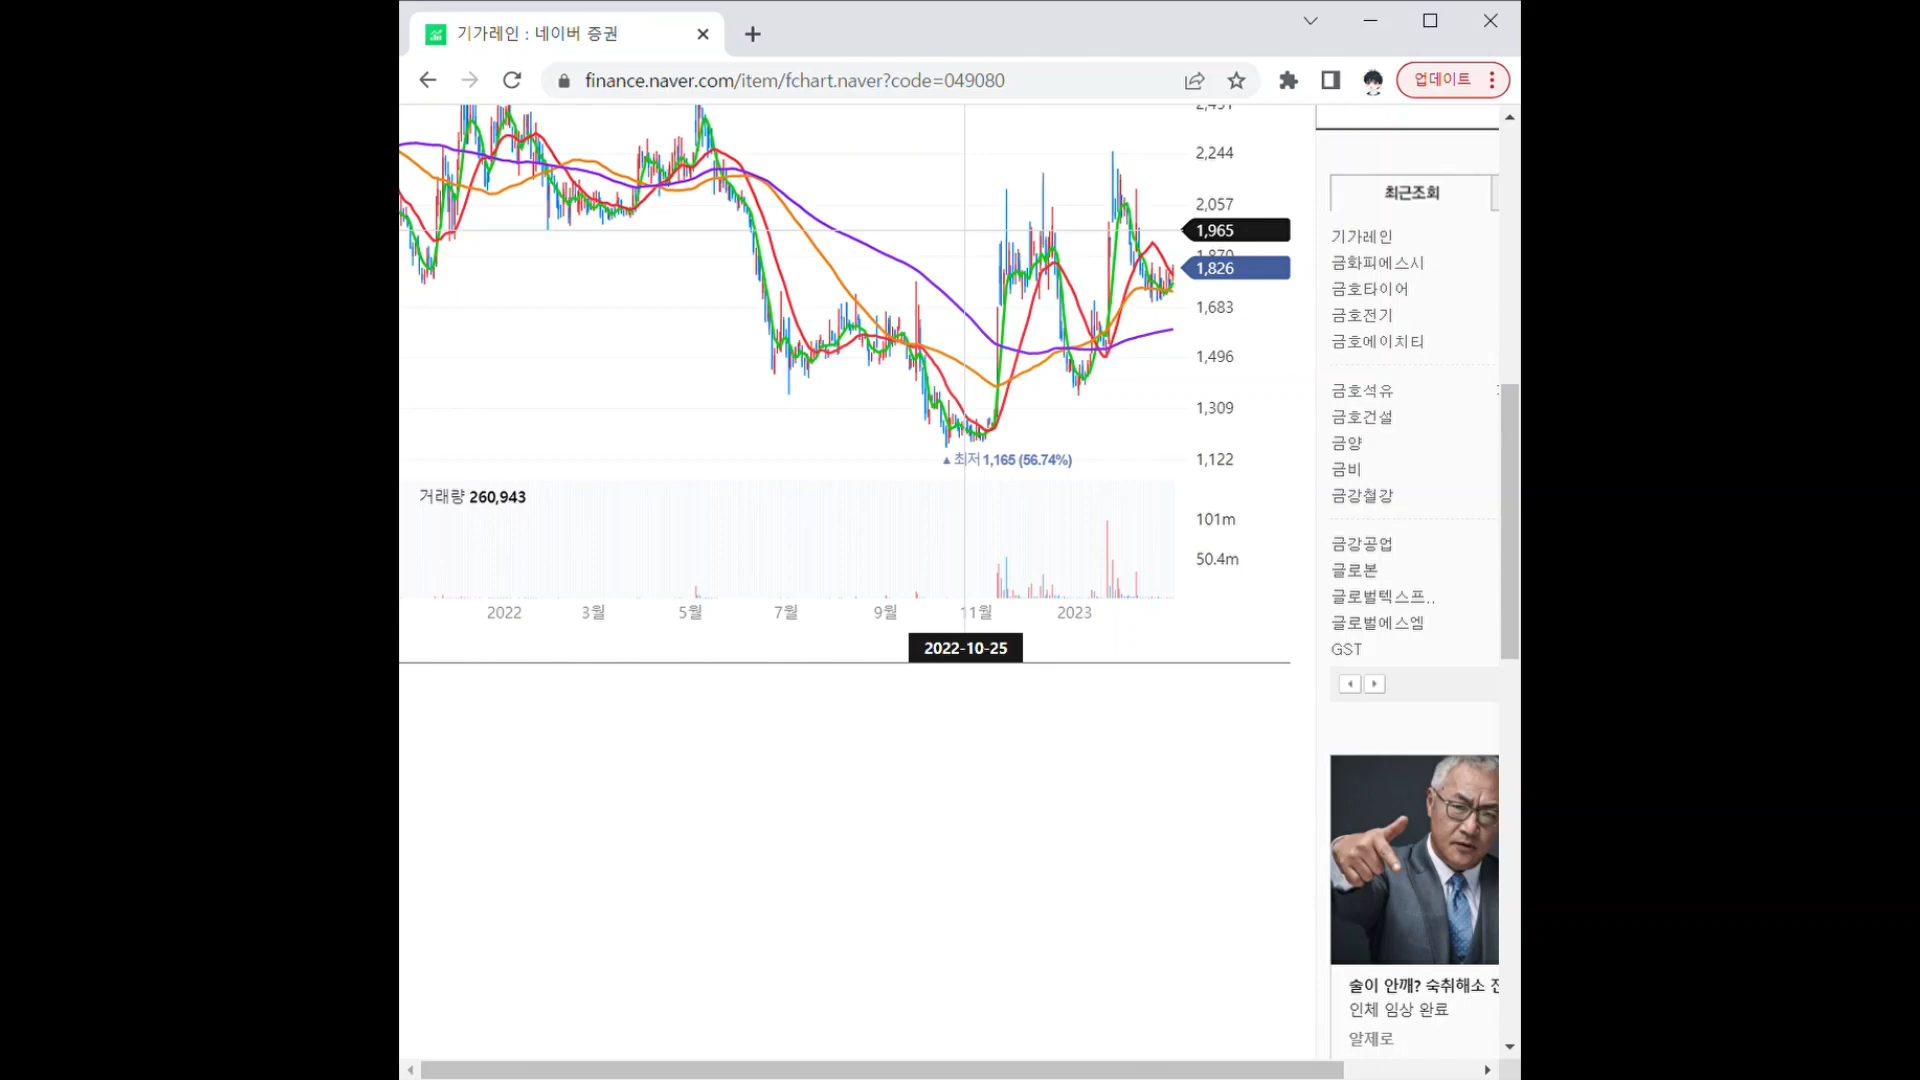 기가레인 : 네이버 증권
finance.naver.com/item/fchart.naver?code=049080
업데이트
2,431
2,244
2,057
1,965
1,870
1,826
1,683
1,496
1,309
1,122
▲최저 1,165 (56.74%)
거래량 260,943
101m
50.4m
2022 3월 5월 7월 9월 11월 2023
2022-10-25
최근조회
기가레인
금화피에스시
금호타이어
금호전기
금호에이치티
금호석유
금호건설
금양
금비
금강철강
금강공업
글로본
글로벌텍스프..
글로벌에스엠
GST
술이 안깨? 숙취해소
인체 임상 완료
알제로